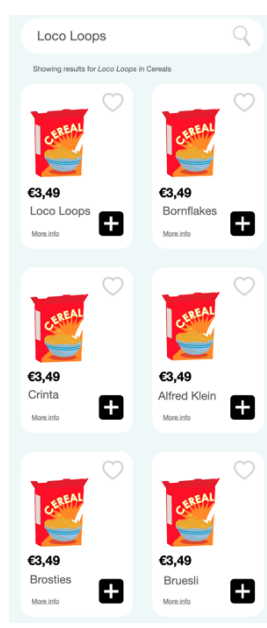 Loco Loops
Showing results for Loco Loops in Cereals
CEREAL
CEREAL
€3,49
€3,49
Loco Loops
Bornflakes
More info
More info
CEREAL
CEREAL
€3,49
€3,49
Crinta
Alfred Klein
More info
More info
CEREAL
CEREAL
€3,49
€3,49
Brosties
Bruesli
More info
More info